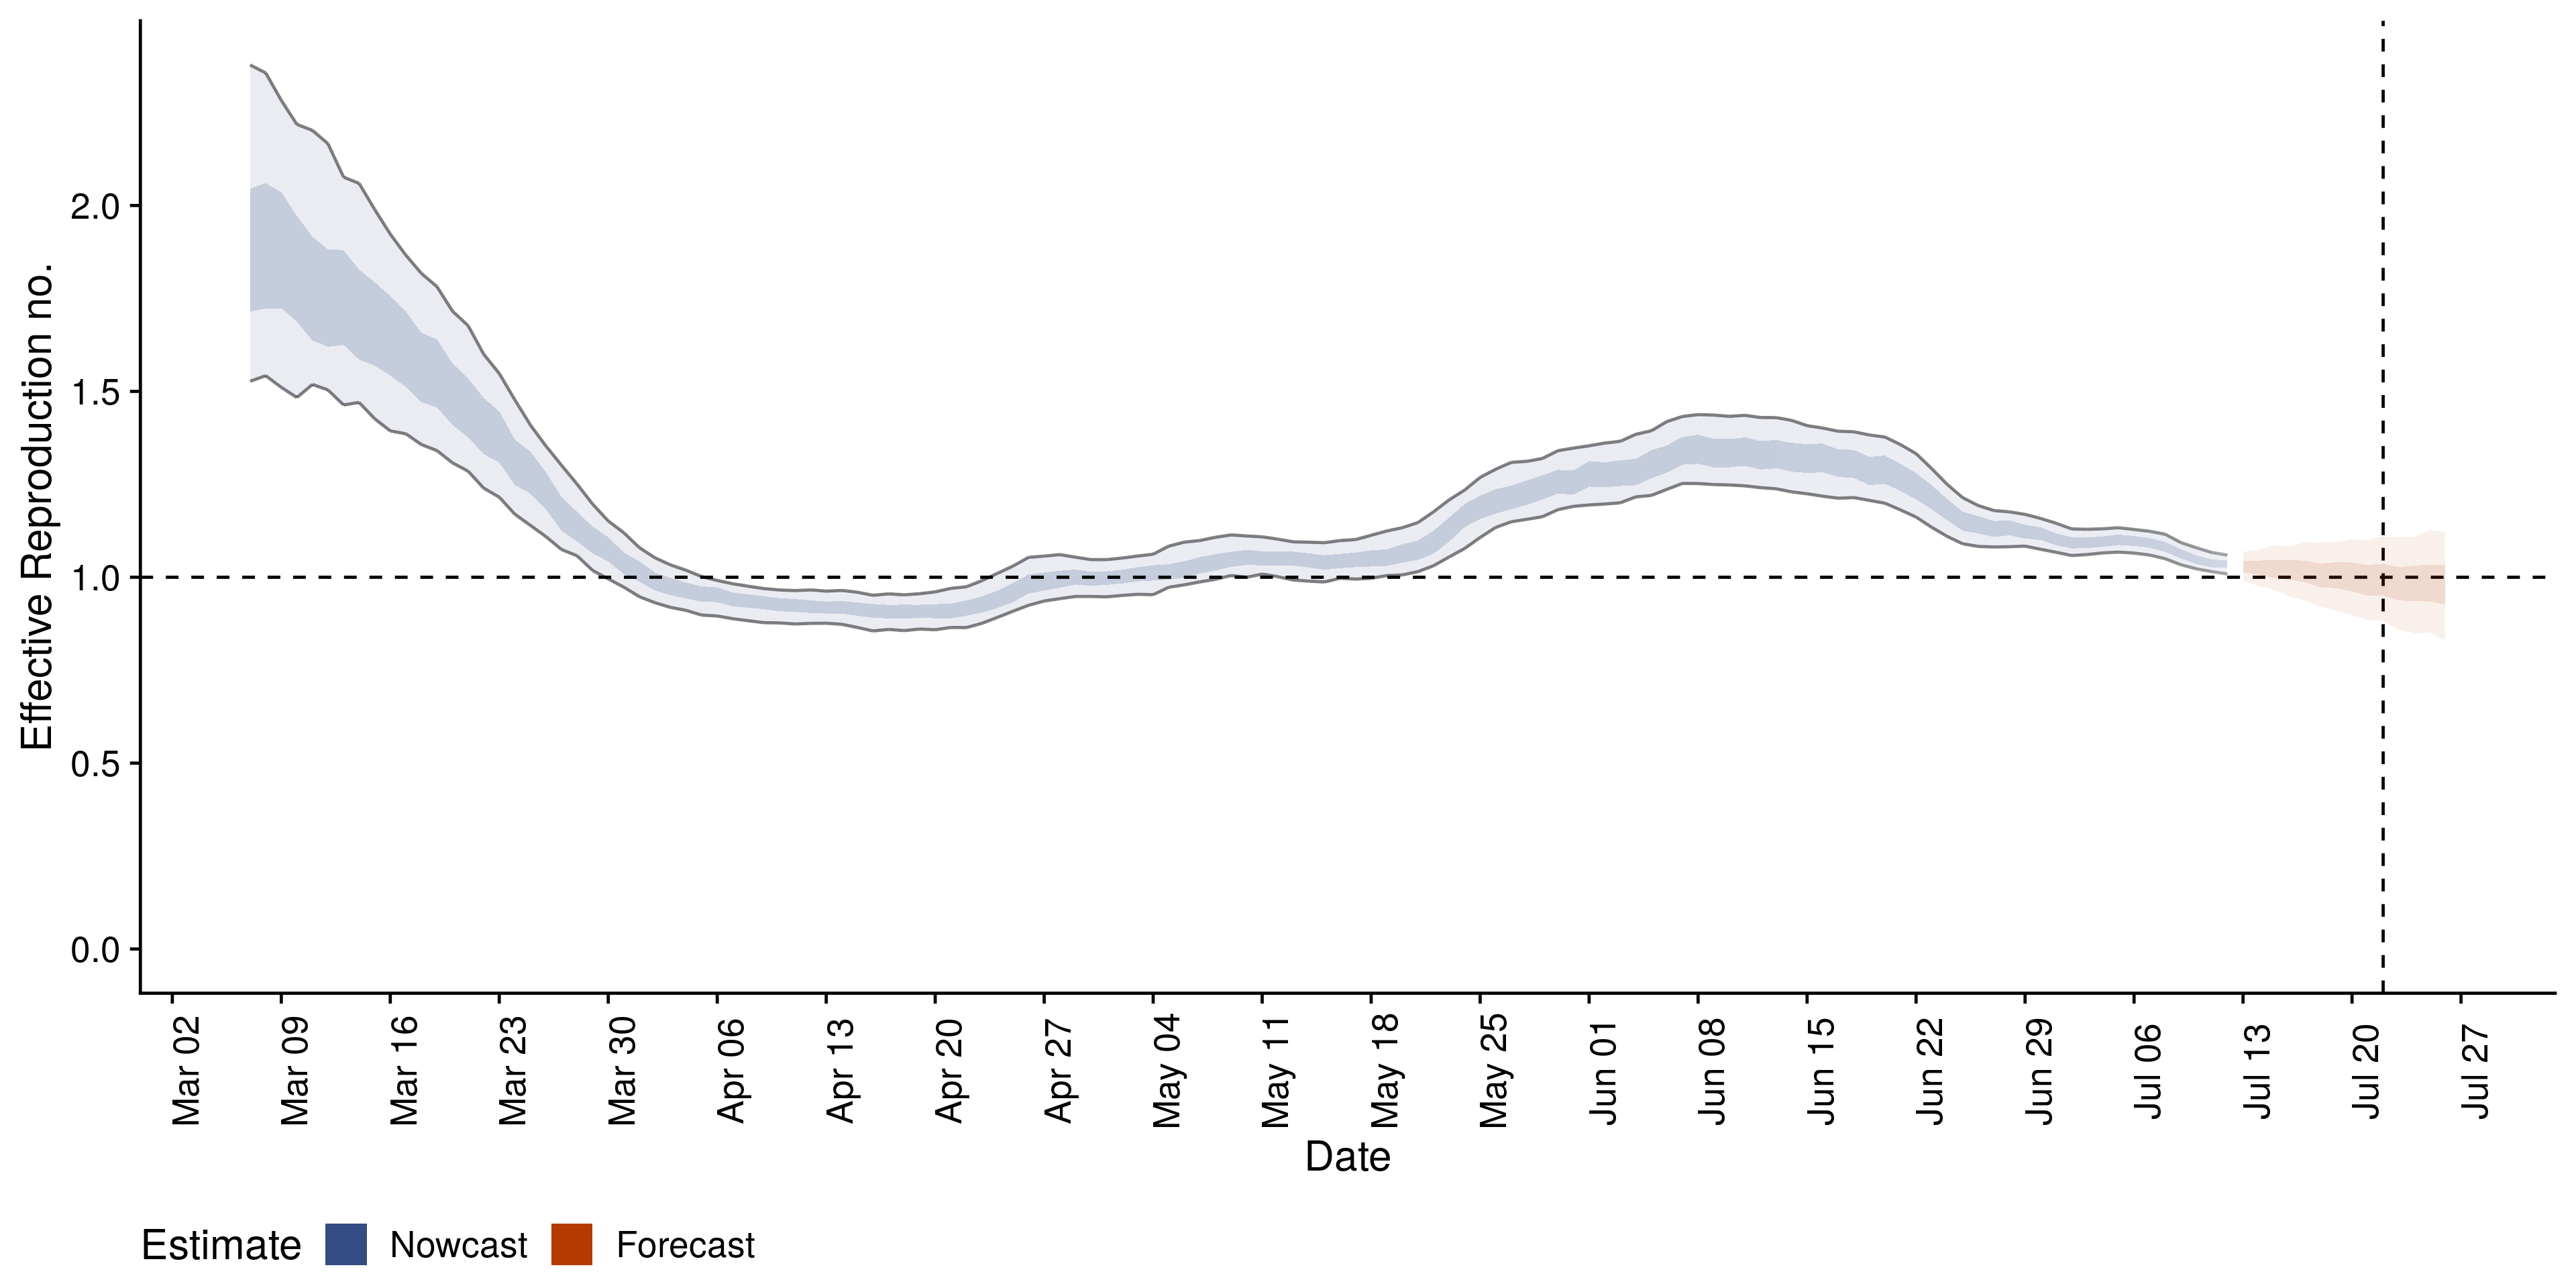 Effective Reproduction no.
2.0
1.5
1.0
0.5
0.0
Mar 02
Mar 09
Mar 16
Mar 23
Mar 30
Apr 06
Apr 13
Apr 20
Apr 27
May 04
May 11
May 18
May 25
Jun 01
Jun 08
Jun 15
Jun 22
Jun 29
Jul 06
Jul 13
Jul 20
Jul 27
Date
Estimate Nowcast Forecast